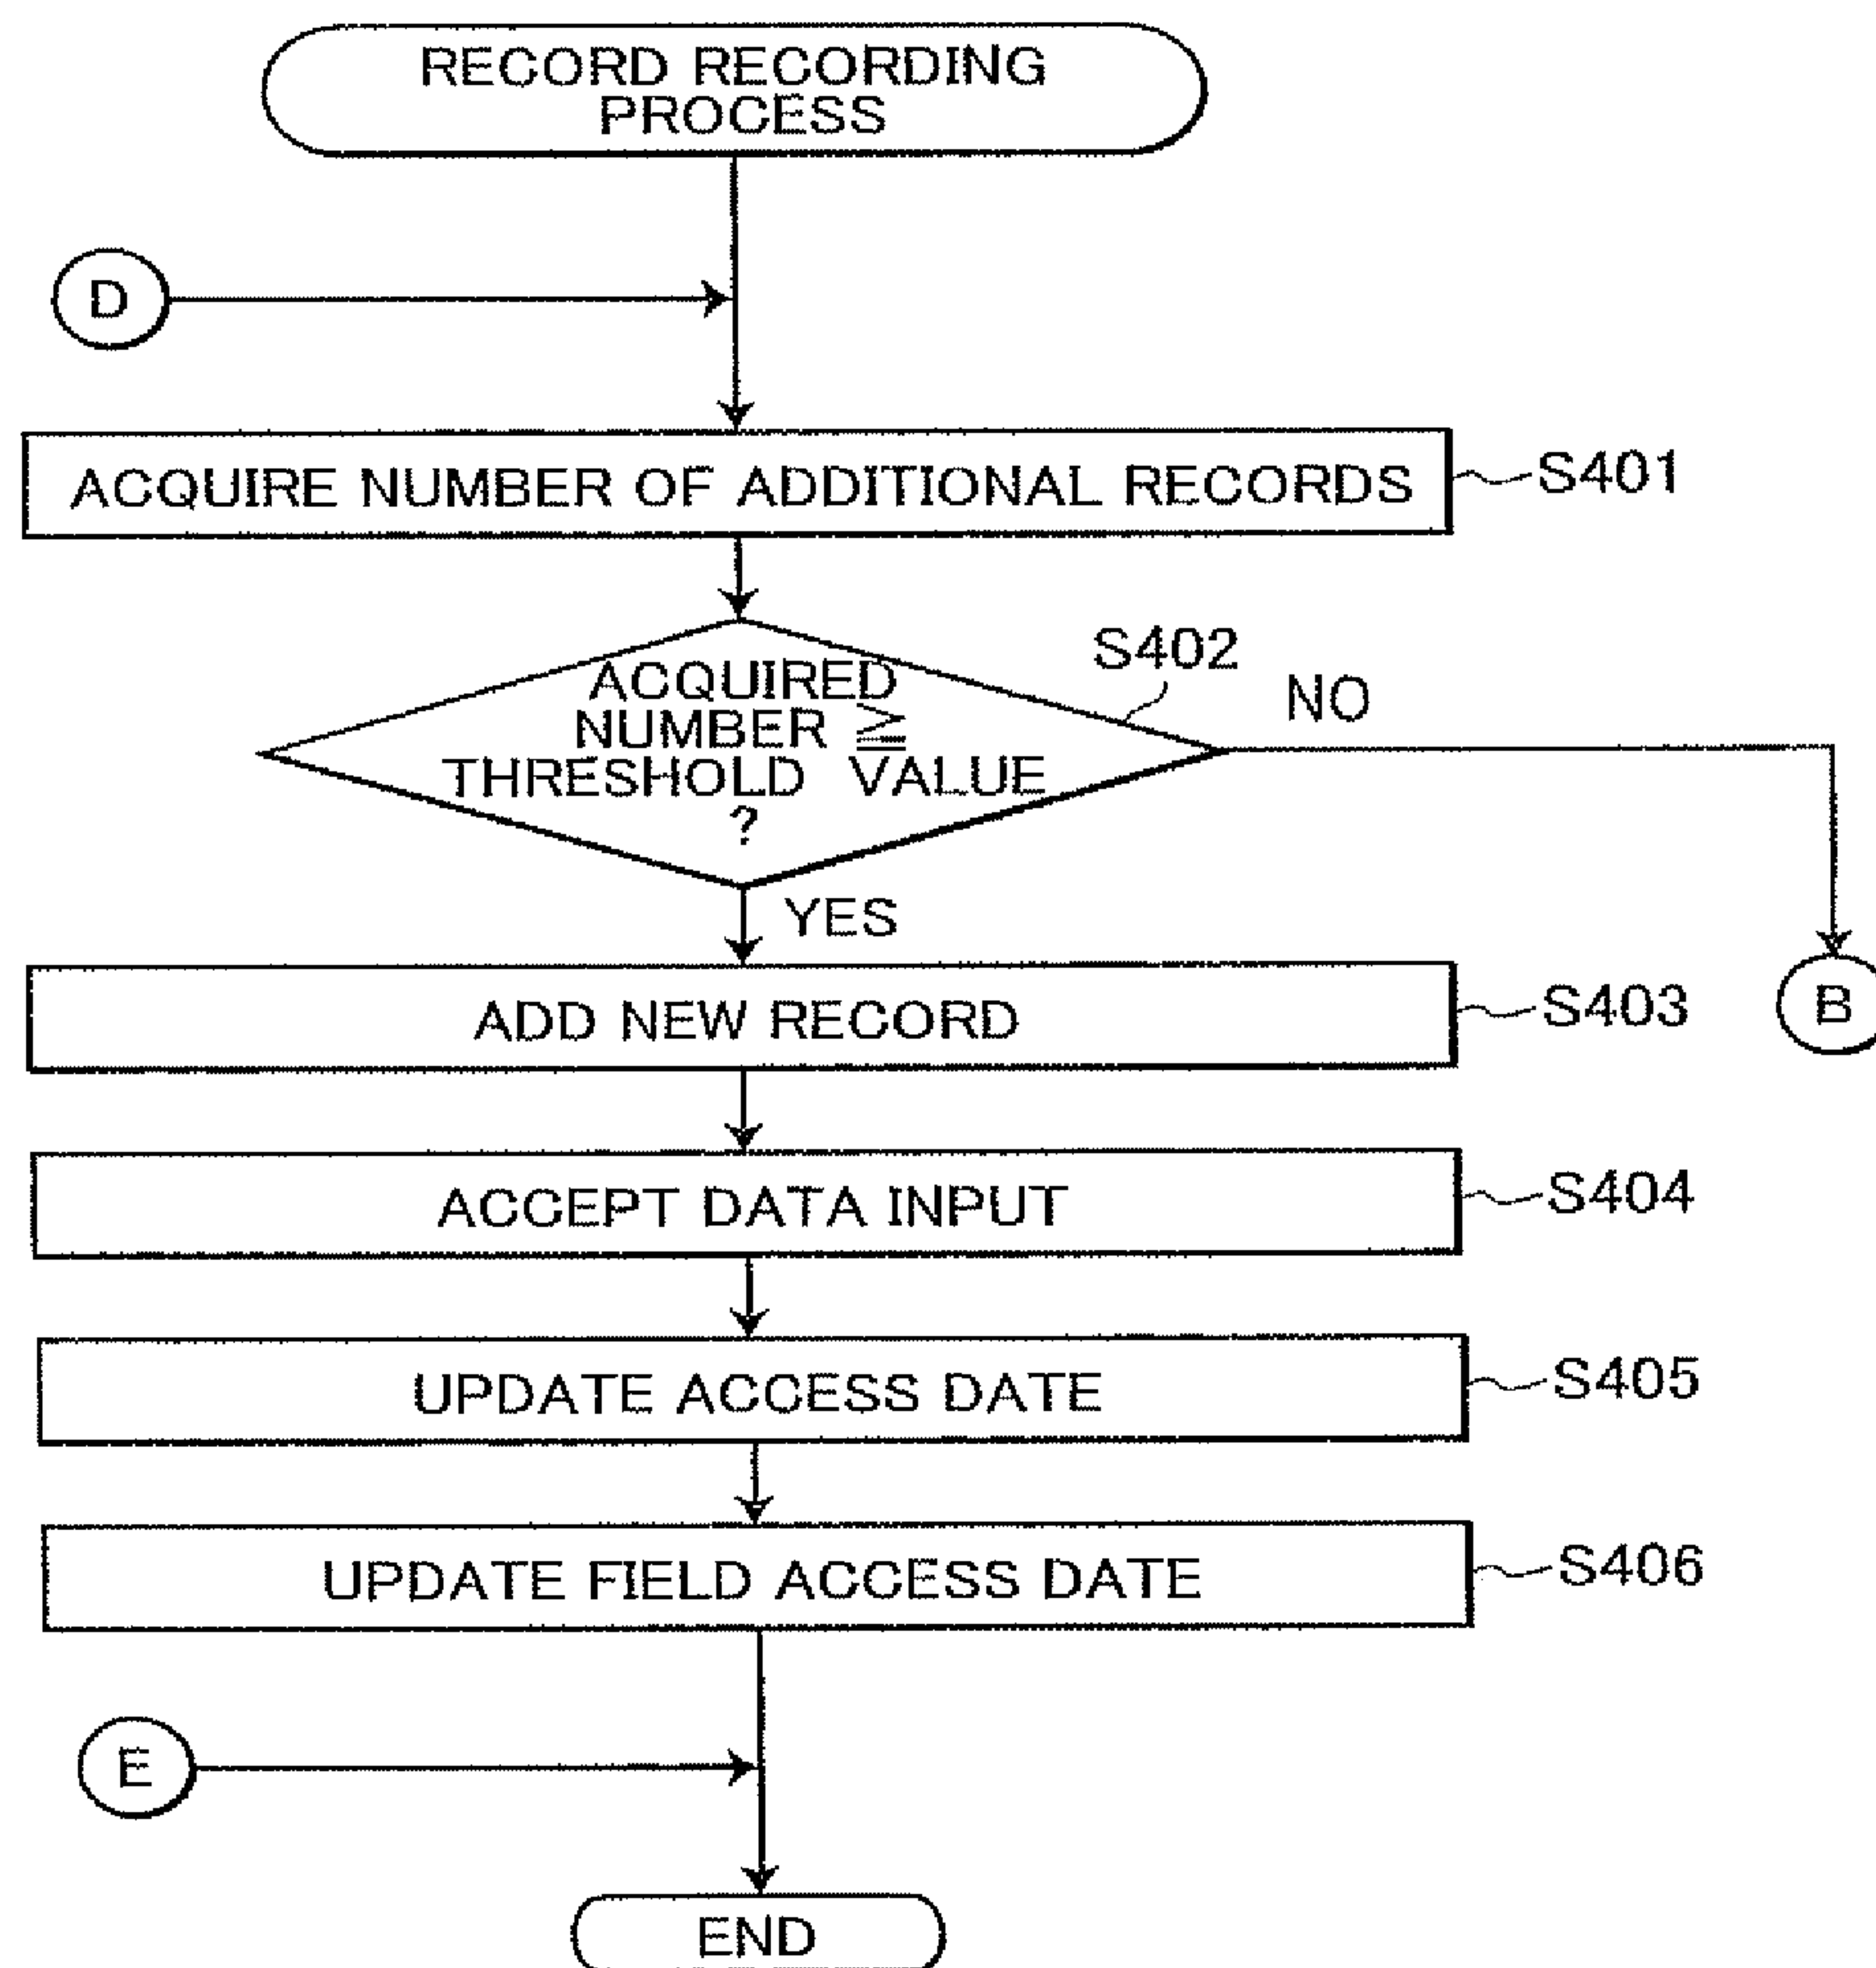 RECORD RECORDING
PROCESS
D
ACQUIRE NUMBER OF ADDITIONAL RECORDS
S401
S402
ACQUIRED
NUMBER ≧
THRESHOLD VALUE
?
NO
YES
ADD NEW RECORD
S403
B
ACCEPT DATA INPUT
S404
UPDATE ACCESS DATE
S405
UPDATE FIELD ACCESS DATE
S406
E
END